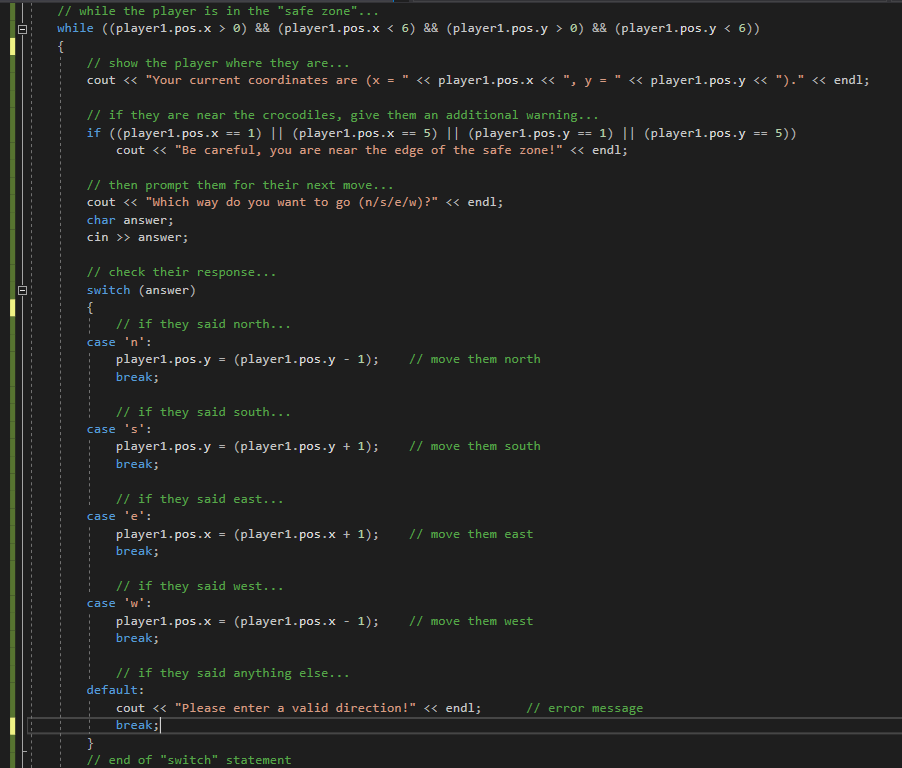 // while the player is in the "safe zone"...
while ((player1.pos.x > 0) && (player1.pos.x < 6) && (player1.pos.y > 0) && (player1.pos.y < 6))
{
// show the player where they are...
cout << "Your current coordinates are (x = " << player1.pos.x << ", y = " << player1.pos.y << ")." << endl;
// if they are near the crocodiles, give them an additional warning...
if ((player1.pos.x == 1) || (player1.pos.x == 5) || (player1.pos.y == 1) || (player1.pos.y == 5))
cout << "Be careful, you are near the edge of the safe zone!" << endl;
// then prompt them for their next move...
cout << "Which way do you want to go (n/s/e/w)?" << endl;
char answer;
cin >> answer;
// check their response...
switch (answer)
{
// if they said north...
case 'n':
player1.pos.y = (player1.pos.y - 1);    // move them north
break;
// if they said south...
case 's':
player1.pos.y = (player1.pos.y + 1);    // move them south
break;
// if they said east...
case 'e':
player1.pos.x = (player1.pos.x + 1);    // move them east
break;
// if they said west...
case 'w':
player1.pos.x = (player1.pos.x - 1);    // move them west
break;
// if they said anything else...
default:
cout << "Please enter a valid direction!" << endl;      // error message
break;
}
// end of "switch" statement